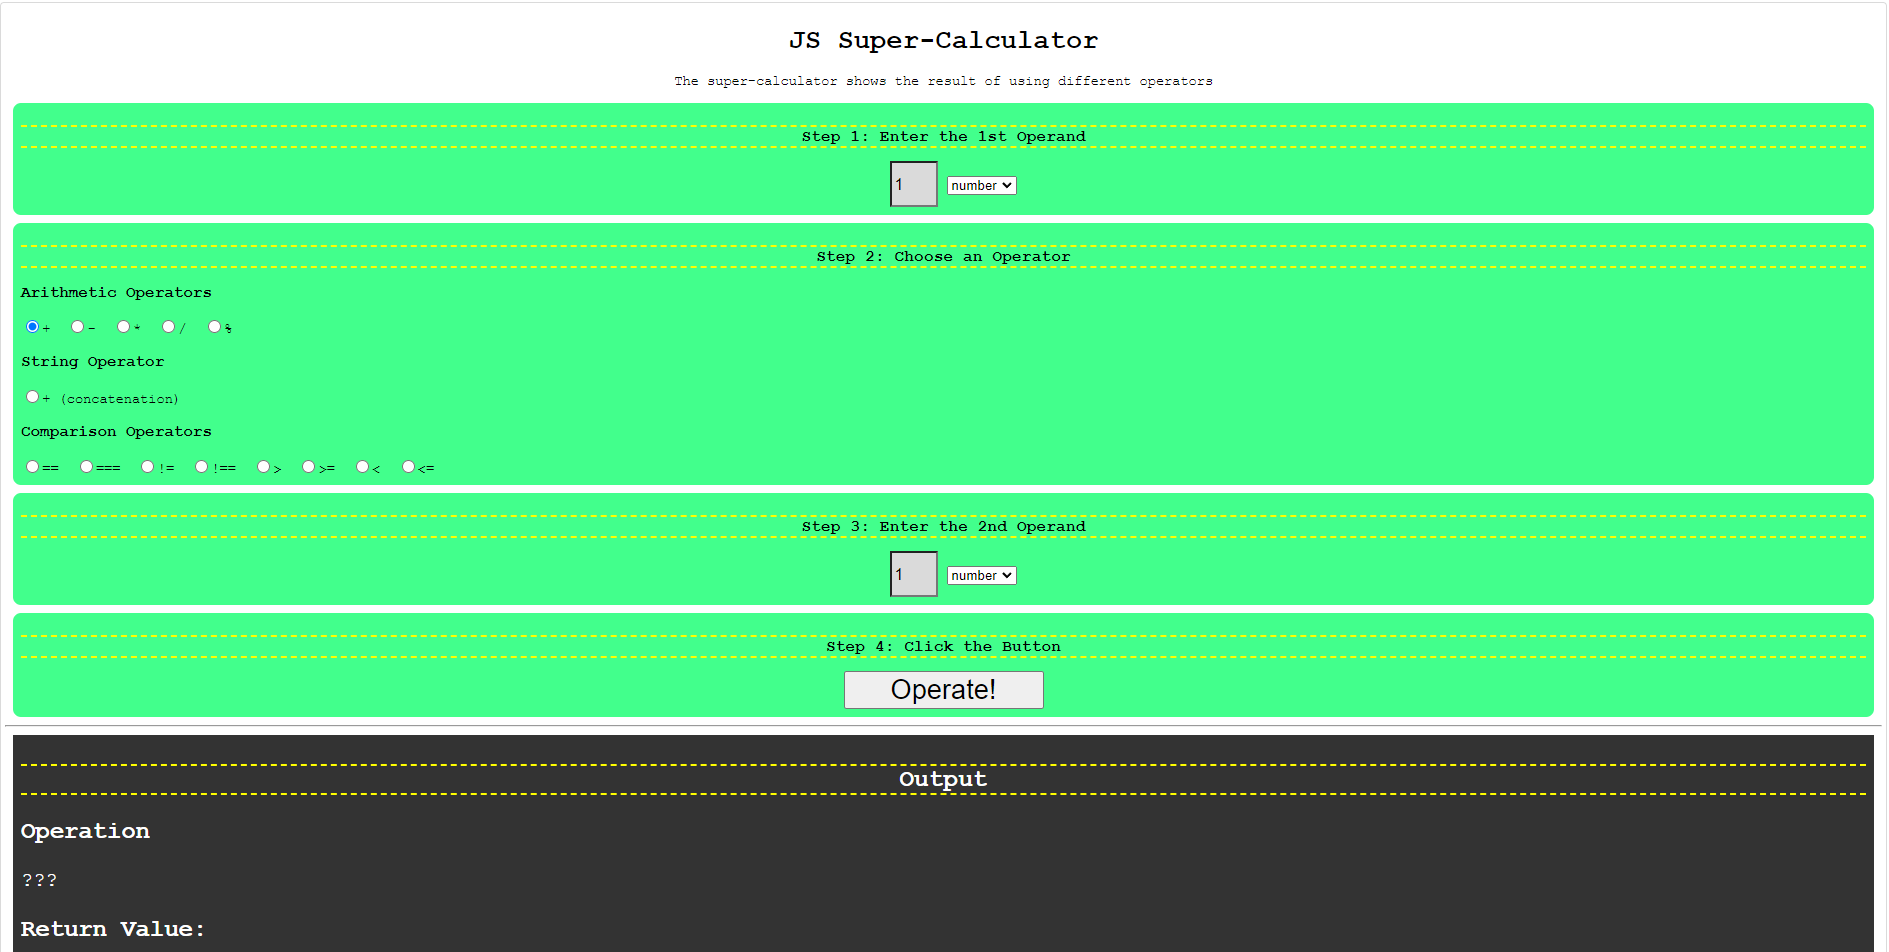 JS Super-Calculator
The super-calculator shows the result of using different operators
Step 1: Enter the 1st Operand
1 number
Step 2: Choose an Operator
Arithmetic Operators
+ - * / %
String Operator
+ (concatenation)
Comparison Operators
== === != !== > >= < <=
Step 3: Enter the 2nd Operand
1 number
Step 4: Click the Button
Operate!
Output
Operation
???
Return Value: